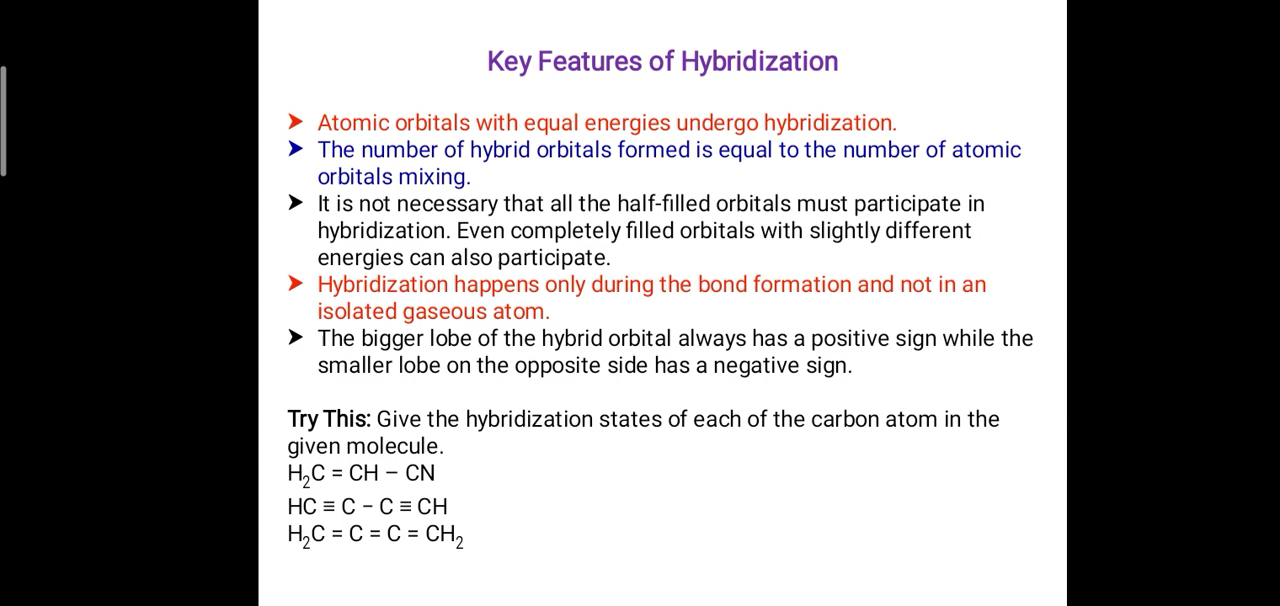 Key Features of Hybridization
➤ Atomic orbitals with equal energies undergo hybridization.
➤ The number of hybrid orbitals formed is equal to the number of atomic
orbitals mixing.
➤ It is not necessary that all the half-filled orbitals must participate in
hybridization. Even completely filled orbitals with slightly different
energies can also participate.
➤ Hybridization happens only during the bond formation and not in an
isolated gaseous atom.
➤ The bigger lobe of the hybrid orbital always has a positive sign while the
smaller lobe on the opposite side has a negative sign.
Try This: Give the hybridization states of each of the carbon atom in the
given molecule.
H₂C = CH − CN
HC ≡ C − C ≡ CH
H₂C = C = C = CH₂